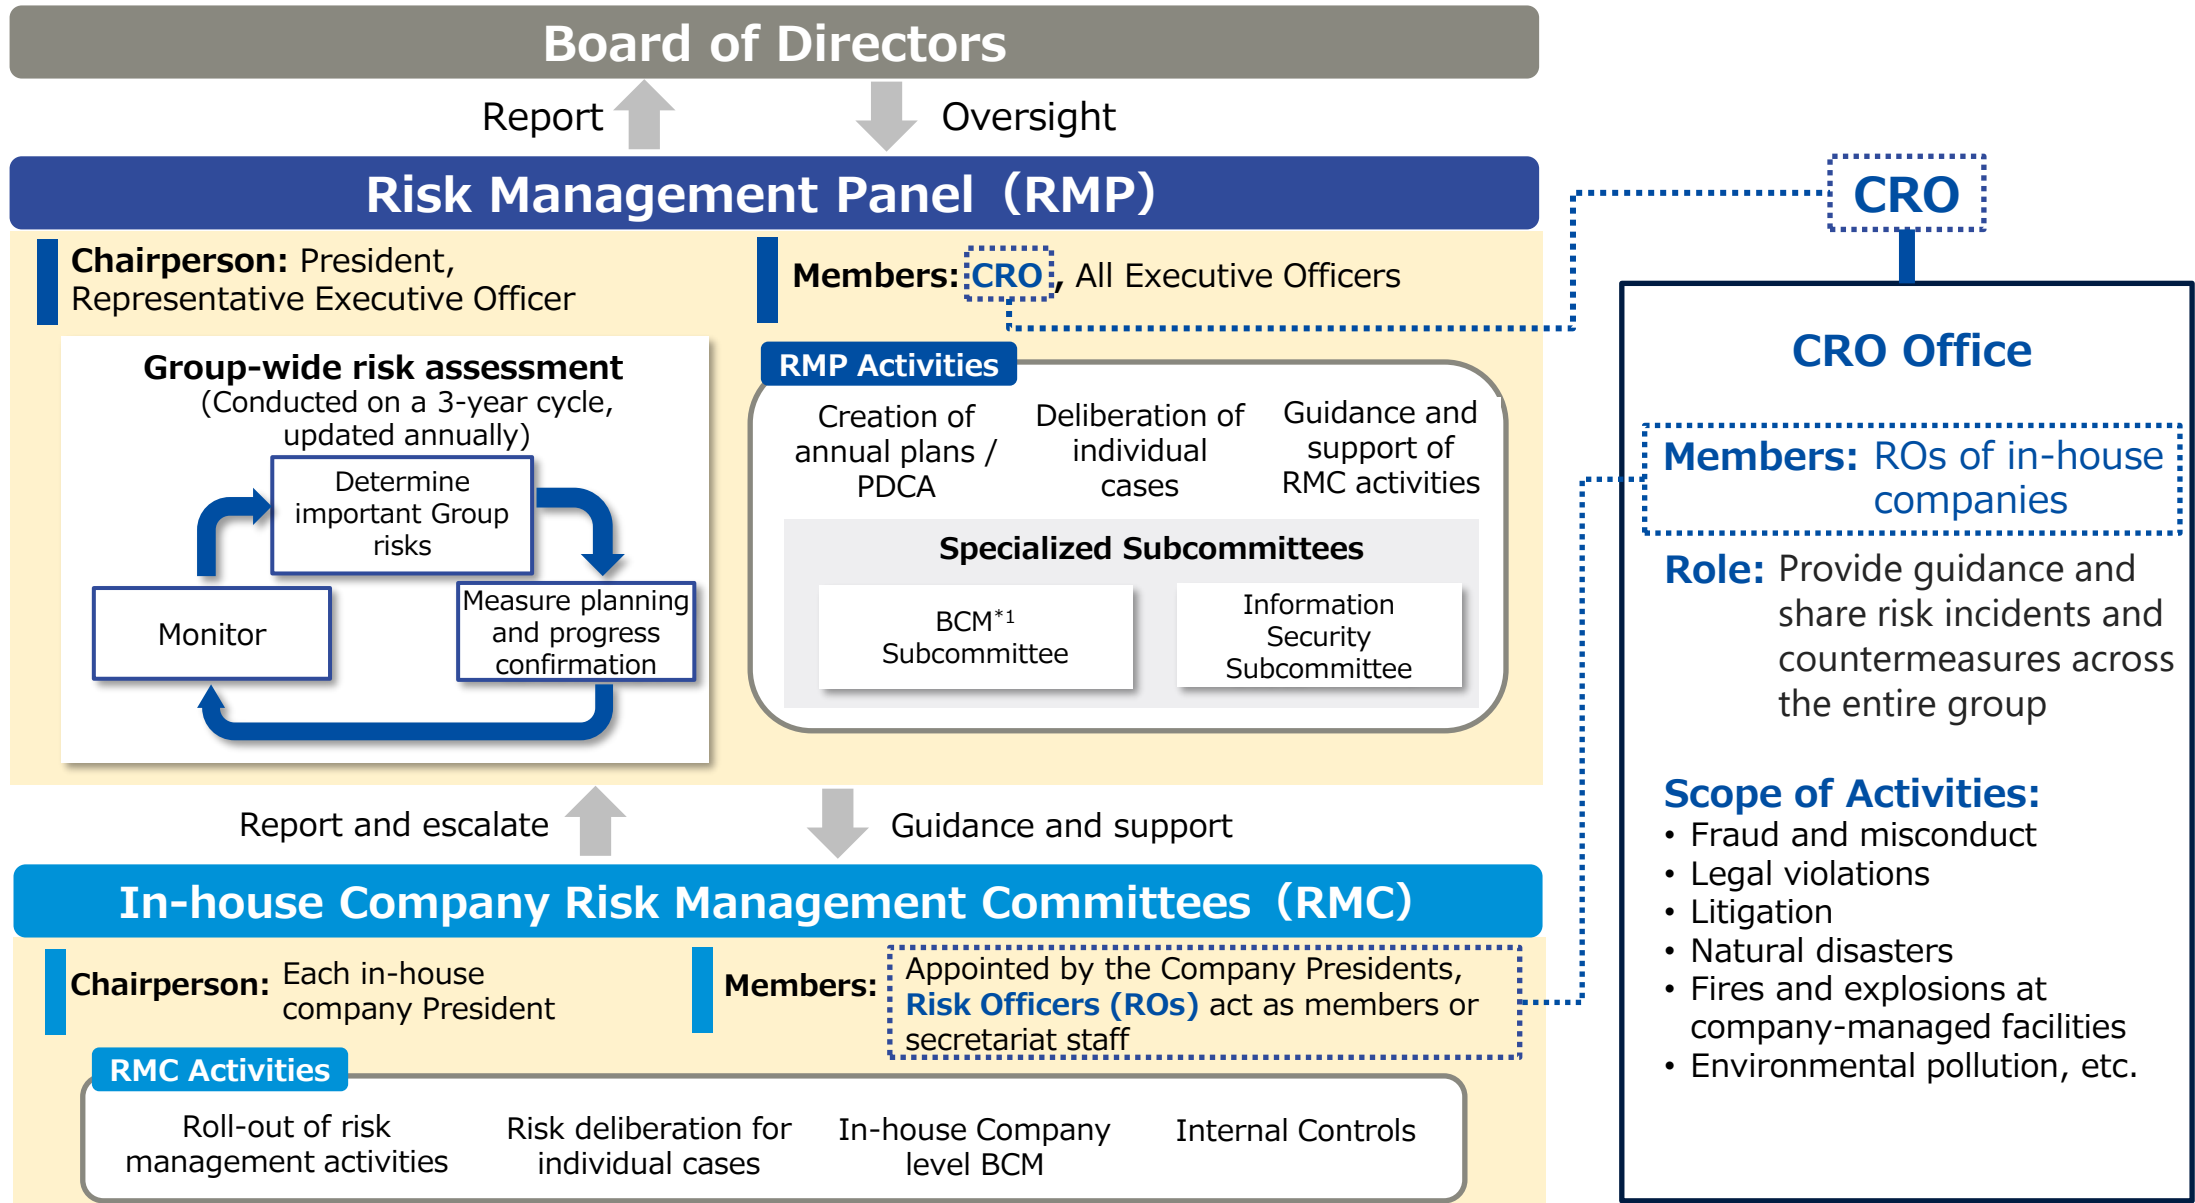 Board of Directors
Report
Oversight
Risk Management Panel（RMP）
Chairperson: President,
Representative Executive Officer
Members: CRO, All Executive Officers
Group-wide risk assessment
(Conducted on a 3-year cycle,
updated annually)
Determine
important Group
risks
Measure planning
and progress
confirmation
Monitor
RMP Activities
Creation of
annual plans /
PDCA
Deliberation of
individual
cases
Guidance and
support of
RMC activities
Specialized Subcommittees
BCM*1
Subcommittee
Information
Security
Subcommittee
Report and escalate
Guidance and support
In-house Company Risk Management Committees（RMC）
Chairperson: Each in-house
company President
Members: Appointed by the Company Presidents,
Risk Officers (ROs) act as members or
secretariat staff
RMC Activities
Roll-out of risk
management activities
Risk deliberation for
individual cases
In-house Company
level BCM
Internal Controls
CRO
CRO Office
Members: ROs of in-house
companies
Role: Provide guidance and
share risk incidents and
countermeasures across
the entire group
Scope of Activities:
• Fraud and misconduct
• Legal violations
• Litigation
• Natural disasters
• Fires and explosions at
company-managed facilities
• Environmental pollution, etc.